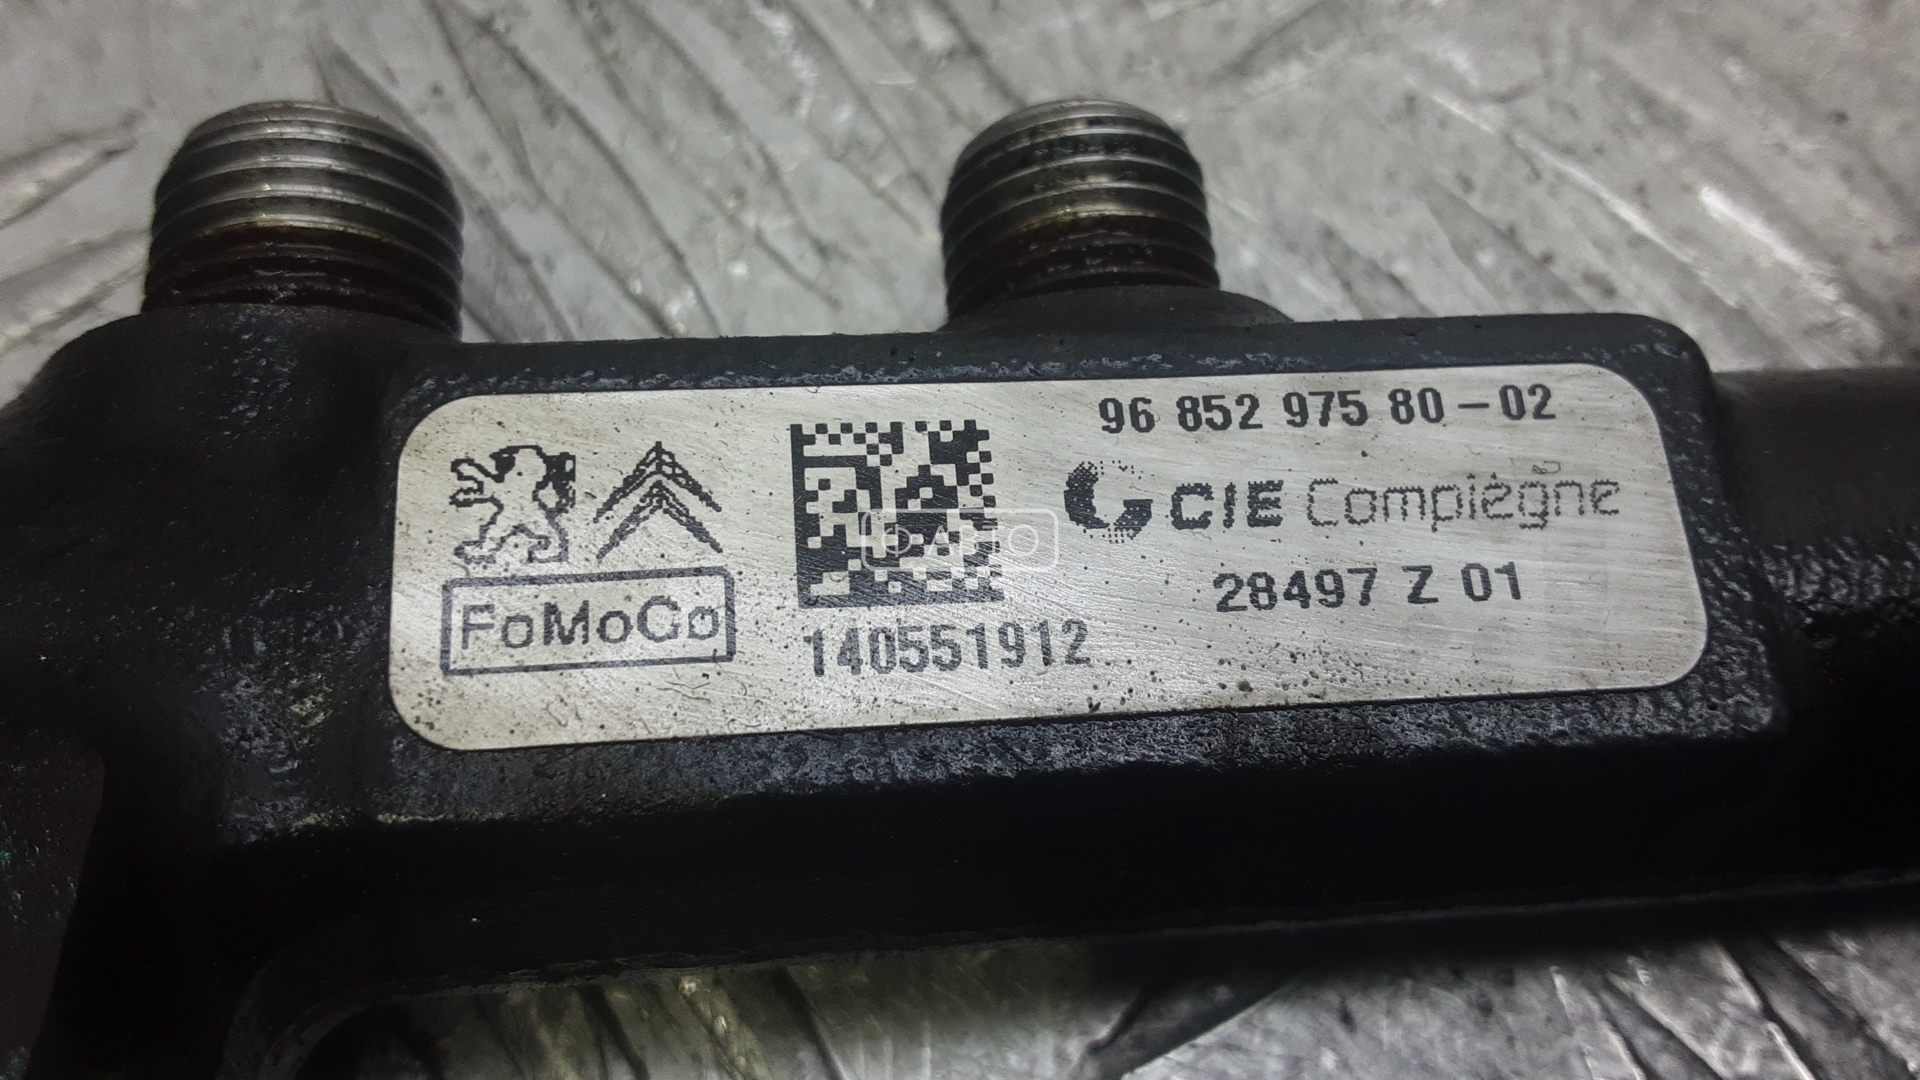 96 852 975 80-02
CIE Compiègne
28497 Z 01
FoMoCo
140551912